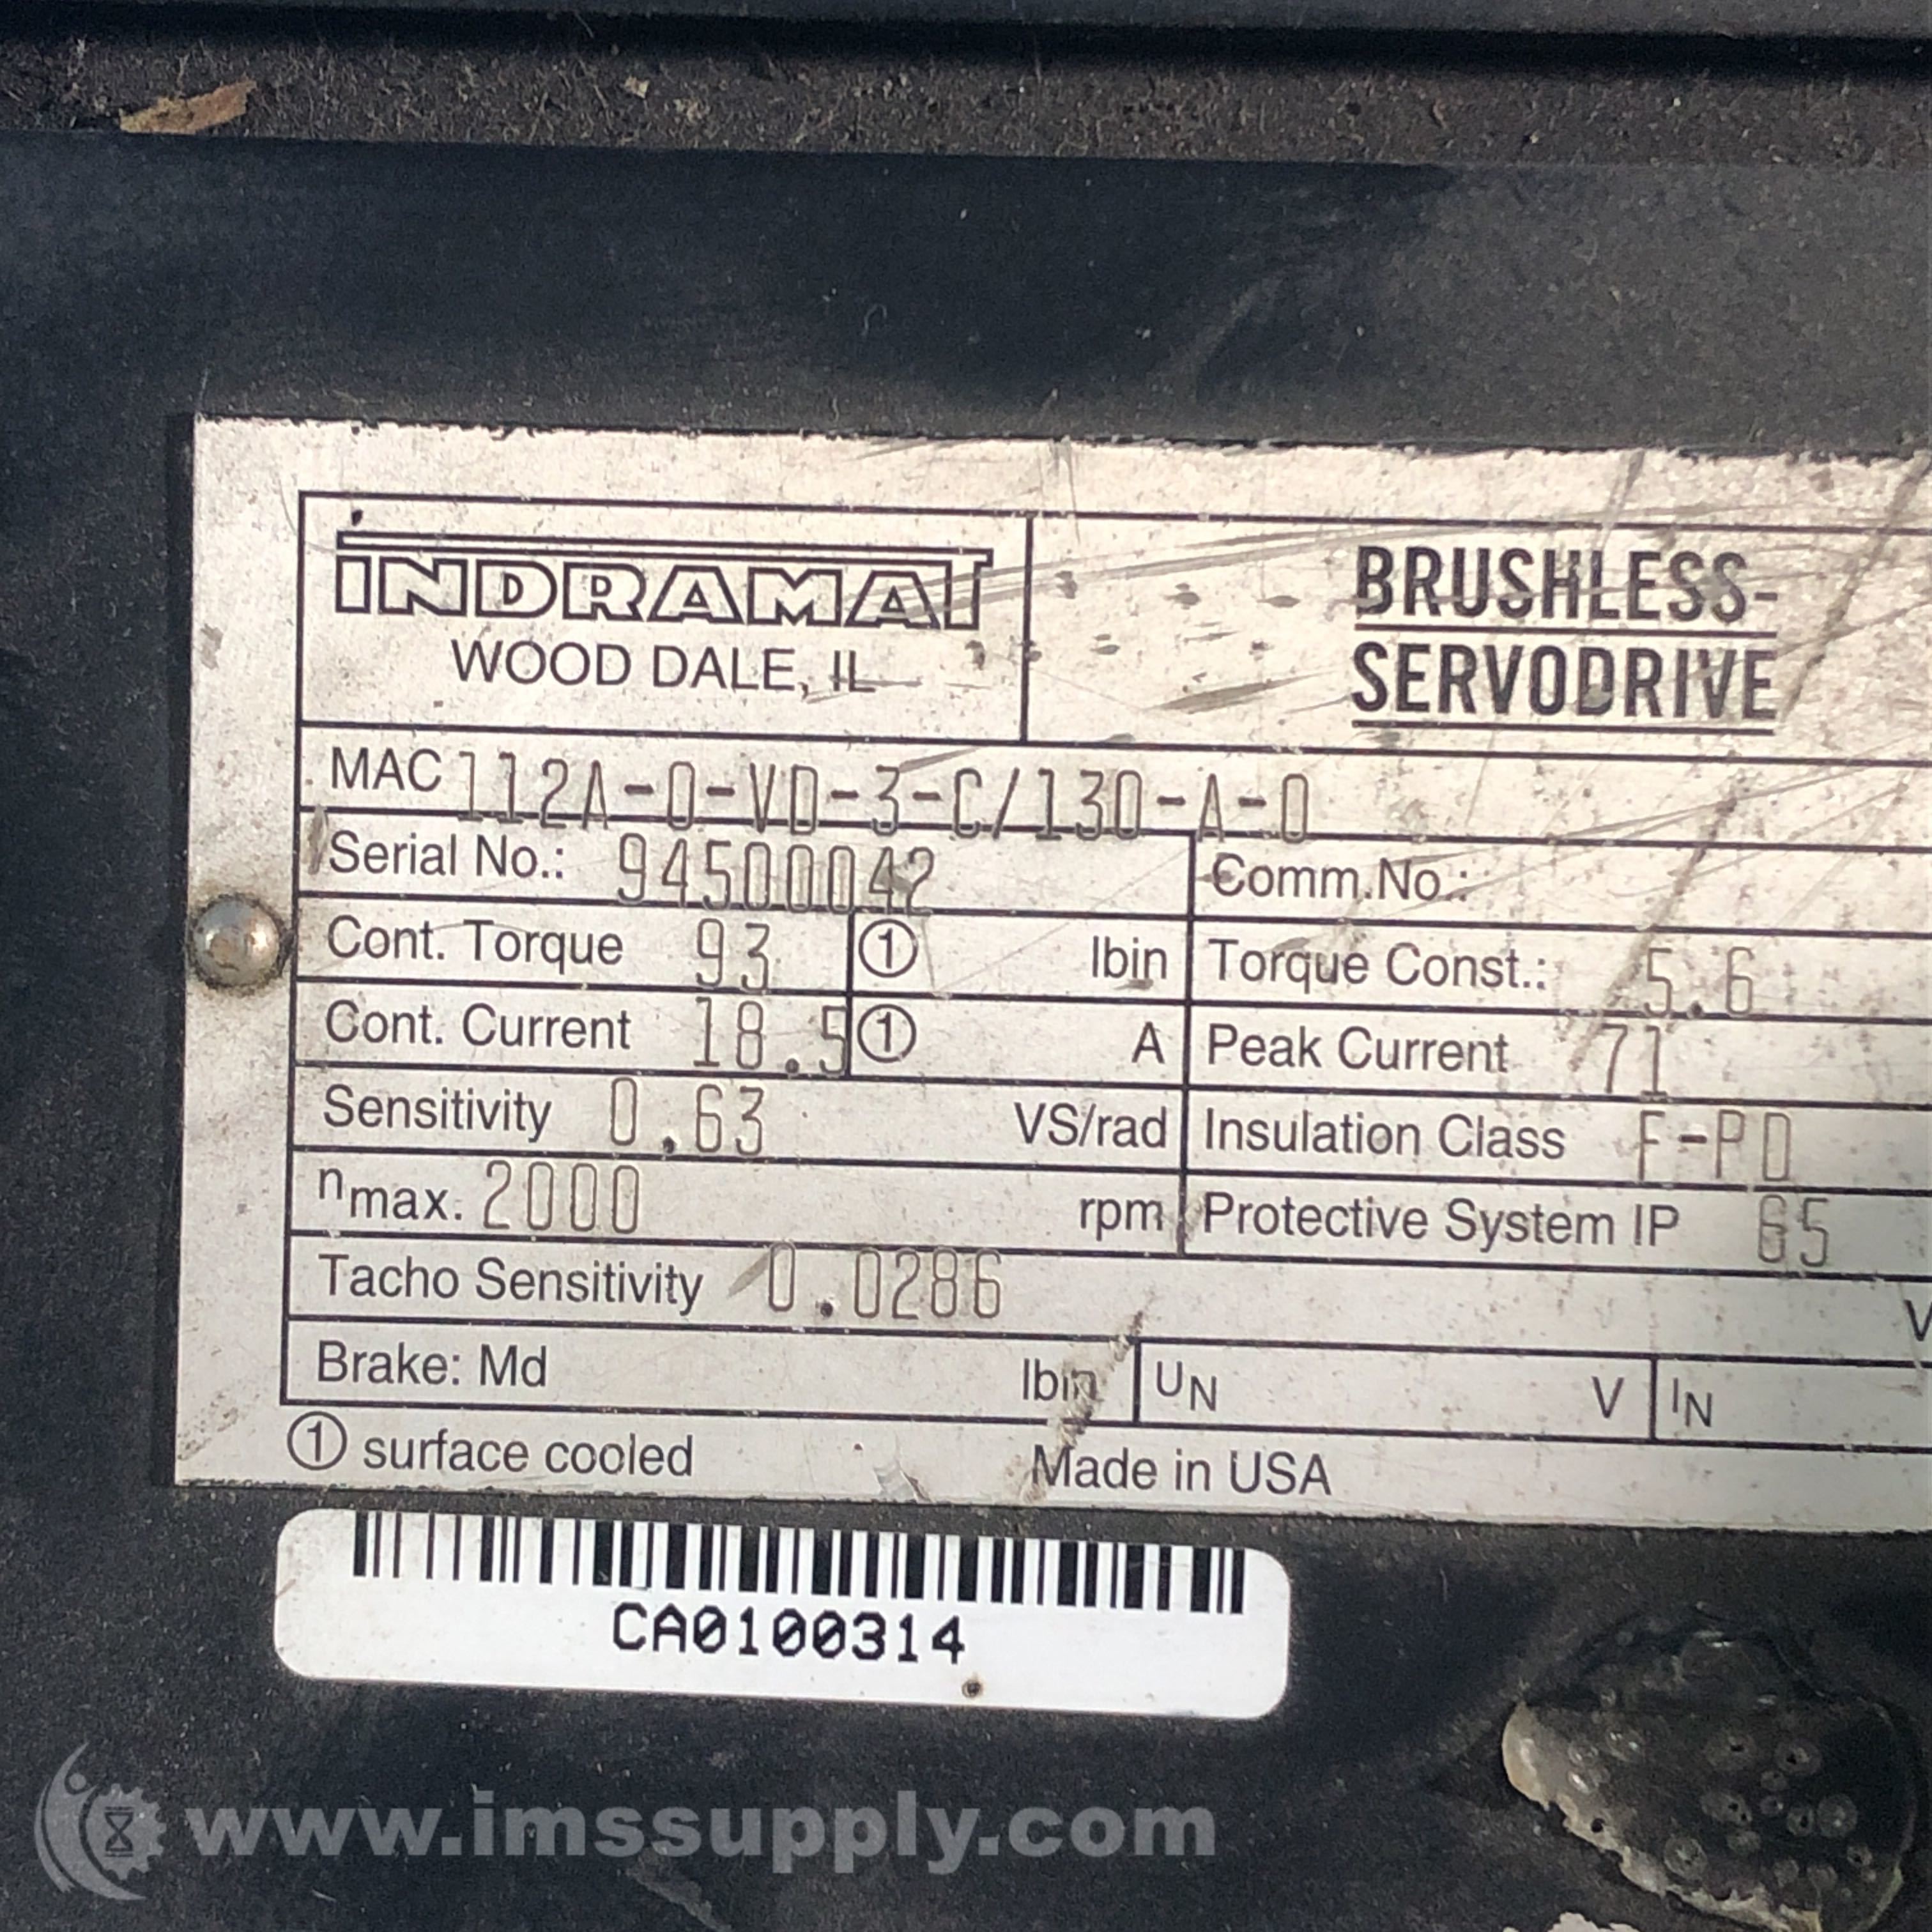 INDRAMAT
WOOD DALE, IL
BRUSHLESS-
SERVODRIVE
MAC 112A-0-VD-3-C/130-A-0
Serial No.: 94500042 Comm.No.:
Cont. Torque 93 ① lbin Torque Const.: 5.6
Cont. Current 18.5 ① A Peak Current 71
Sensitivity 0.63 VS/rad Insulation Class F-PD
nmax. 2000 rpm Protective System IP 65
Tacho Sensitivity 0.0286 V
Brake: Md lbin UN V IN
① surface cooled Made in USA
CA0100314
www.imssupply.com